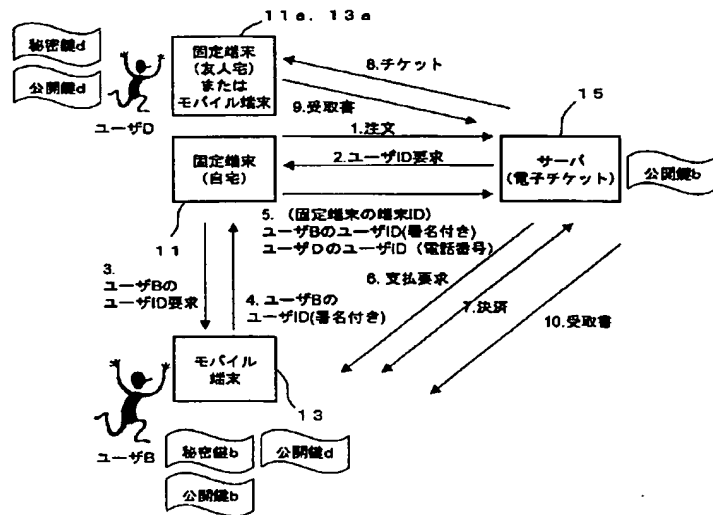 11a, 13a
秘密鍵d
公開鍵d
ユーザD
固定端末
(友人宅)
または
モバイル端末
8.チケット
9.受取書
15
1.注文
2.ユーザID要求
固定端末
(自宅)
サーバ
(電子チケット)
公開鍵b
11
5. (固定端末の端末ID)
ユーザBのユーザID(署名付き)
ユーザDのユーザID (電話番号)
3.
ユーザBの
ユーザID要求
4. ユーザBの
ユーザID(署名付き)
6. 支払要求
7.決済
10.受取書
モバイル
端末
13
ユーザB
秘密鍵b
公開鍵d
公開鍵b